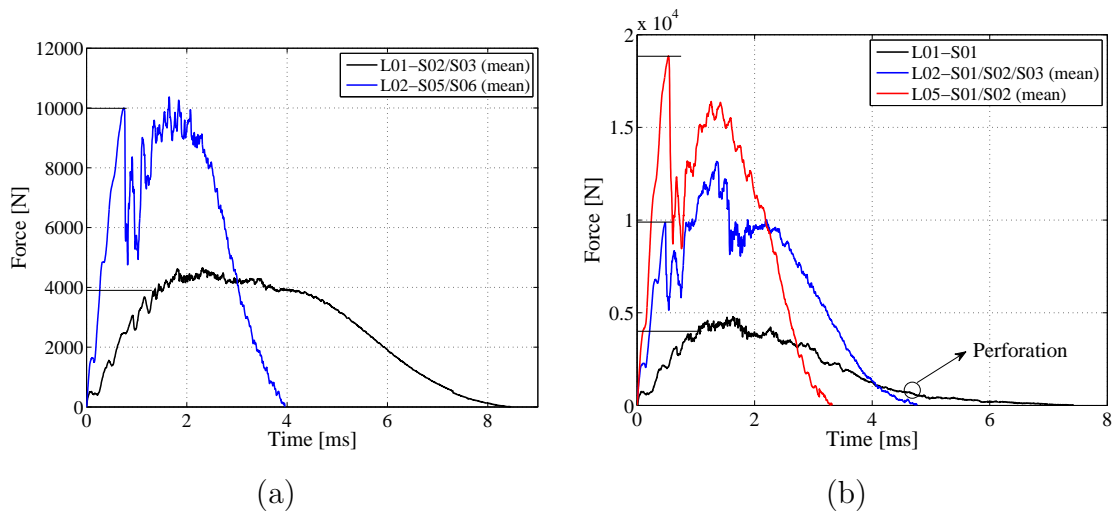 12000
10000
8000
6000
4000
2000
0
0 2 4 6 8
Force [N]
Time [ms]
L01−S02/S03 (mean)
L02−S05/S06 (mean)
(a)
x 10^4
2
1.5
1
0.5
0
0 2 4 6 8
Force [N]
Time [ms]
L01−S01
L02−S01/S02/S03 (mean)
L05−S01/S02 (mean)
Perforation
(b)